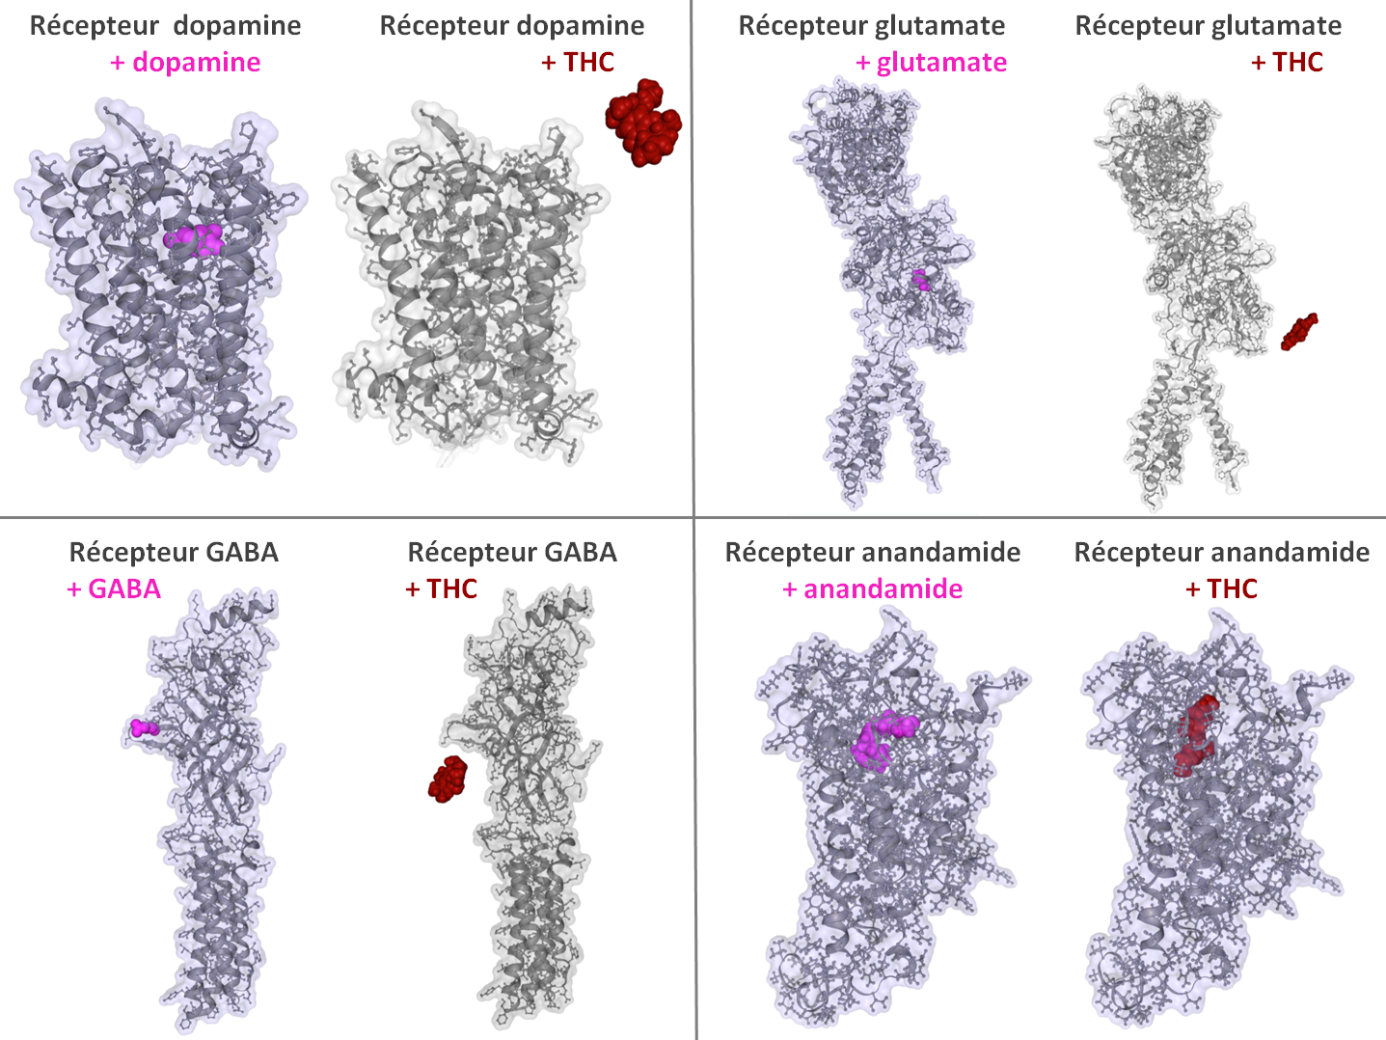 Récepteur dopamine
+ dopamine
Récepteur dopamine
+ THC
Récepteur glutamate
+ glutamate
Récepteur glutamate
+ THC
Récepteur GABA
+ GABA
Récepteur GABA
+ THC
Récepteur anandamide
+ anandamide
Récepteur anandamide
+ THC